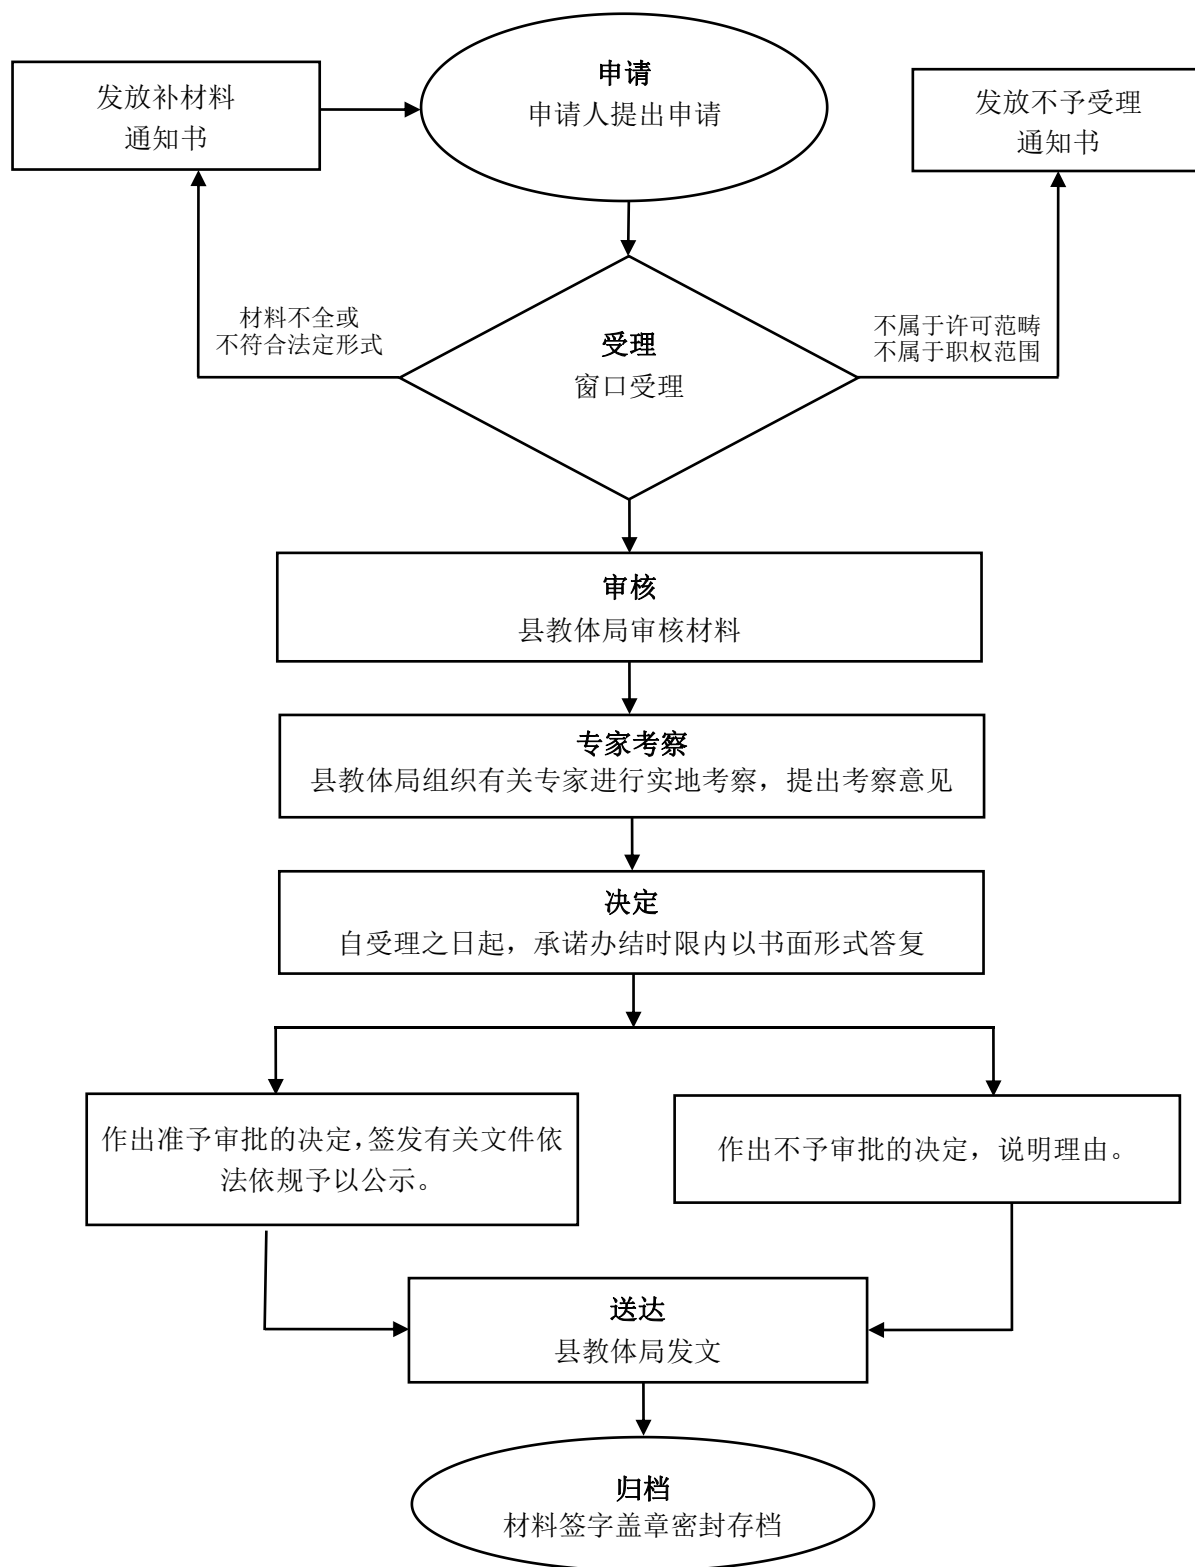 发放补材料
通知书
申请
申请人提出申请
发放不予受理
通知书
材料不全或
不符合法定形式
受理
窗口受理
不属于许可范畴
不属于职权范围
审核
县教体局审核材料
专家考察
县教体局组织有关专家进行实地考察，提出考察意见
决定
自受理之日起，承诺办结时限内以书面形式答复
作出准予审批的决定，签发有关文件依
法依规予以公示。
作出不予审批的决定，说明理由。
送达
县教体局发文
归档
材料签字盖章密封存档